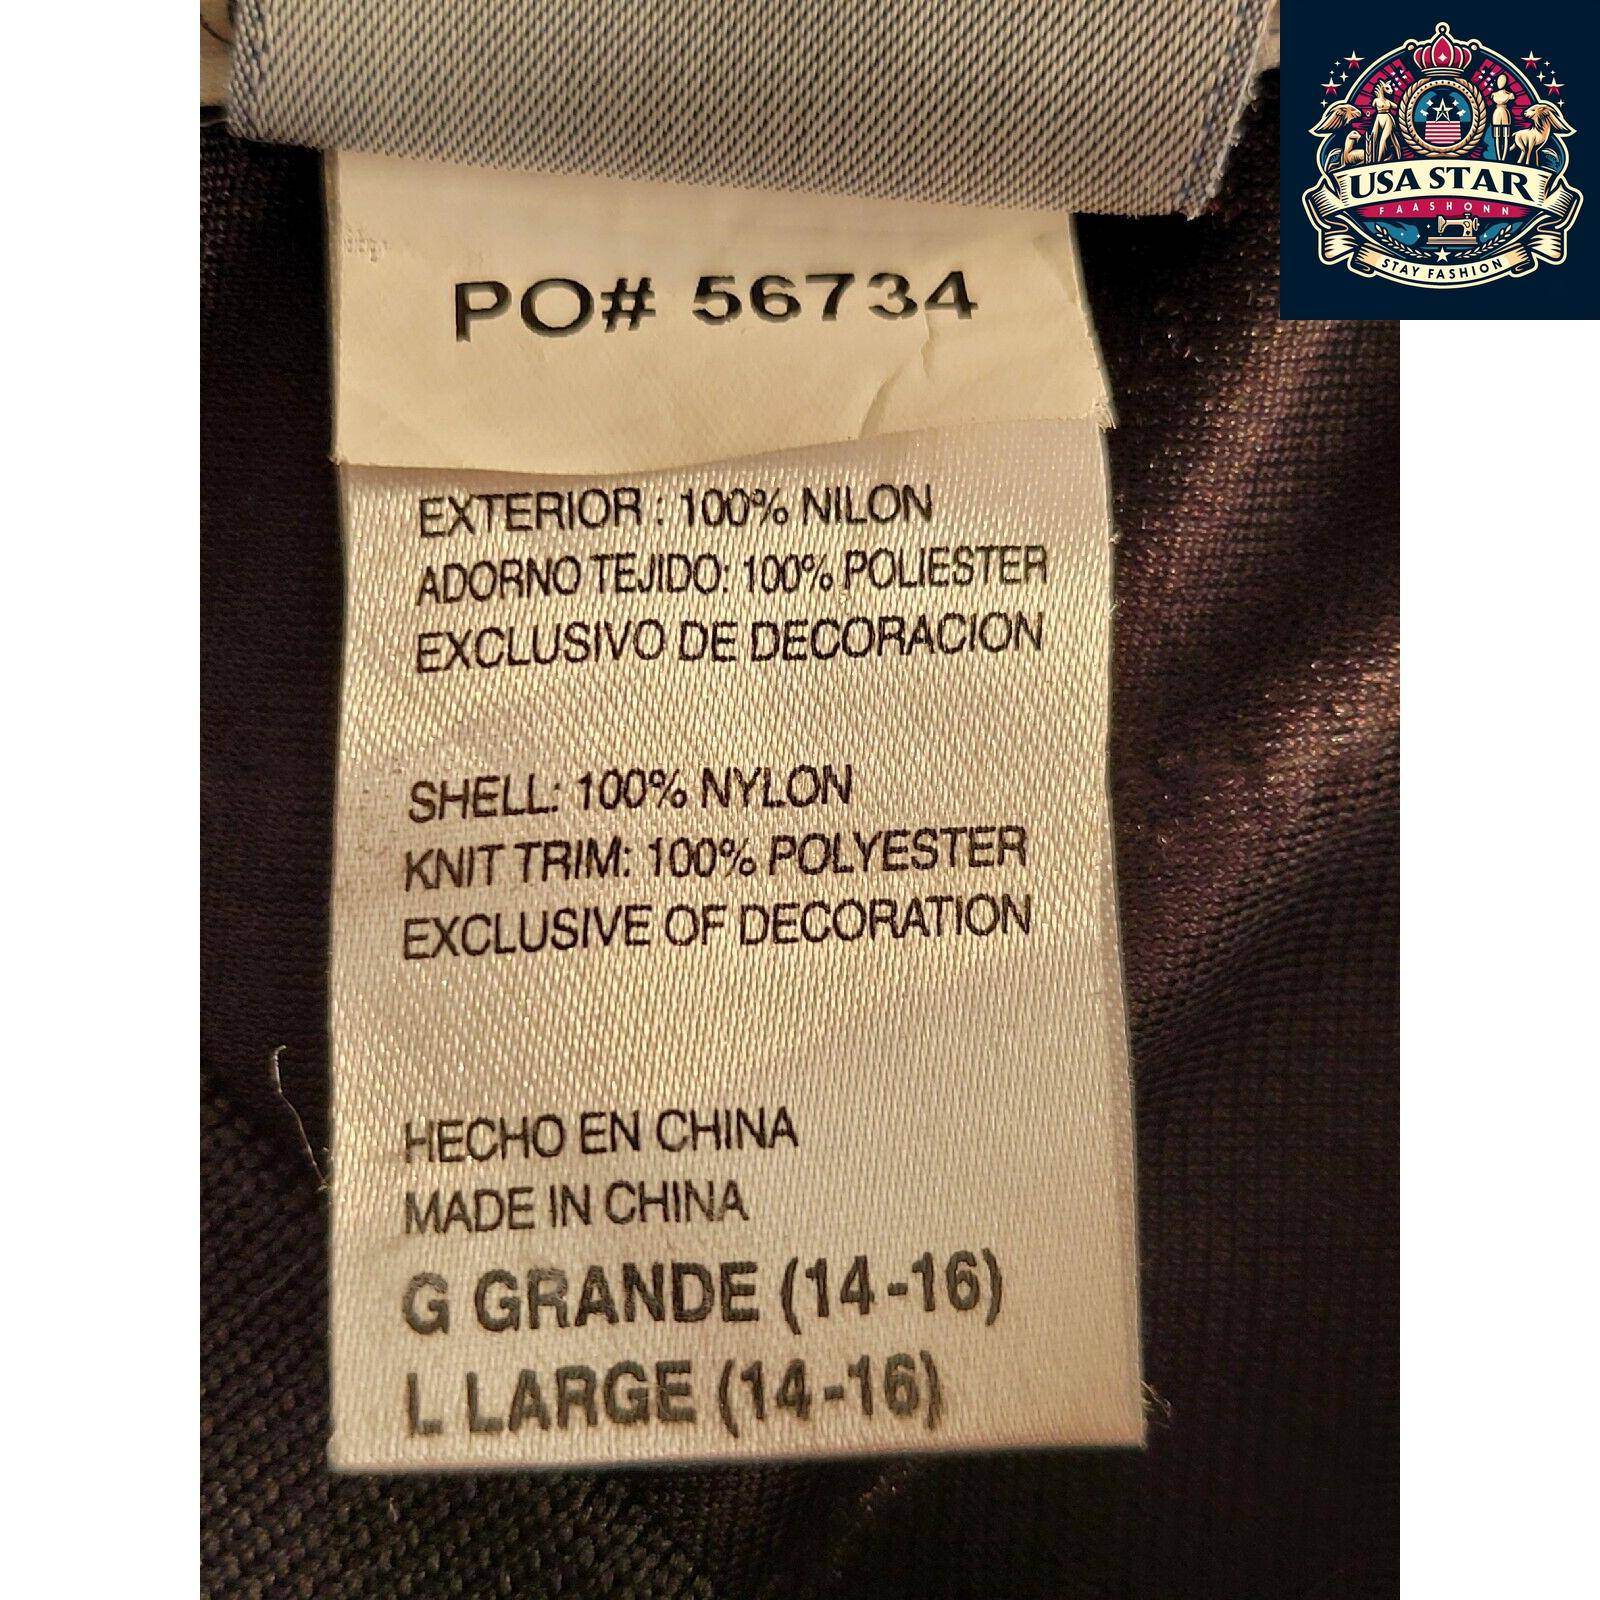 USA STAR
FAASHONN
STAY FASHION
PO# 56734
EXTERIOR : 100% NILON
ADORNO TEJIDO: 100% POLIESTER
EXCLUSIVO DE DECORACION
SHELL: 100% NYLON
KNIT TRIM: 100% POLYESTER
EXCLUSIVE OF DECORATION
HECHO EN CHINA
MADE IN CHINA
G GRANDE (14-16)
L LARGE (14-16)